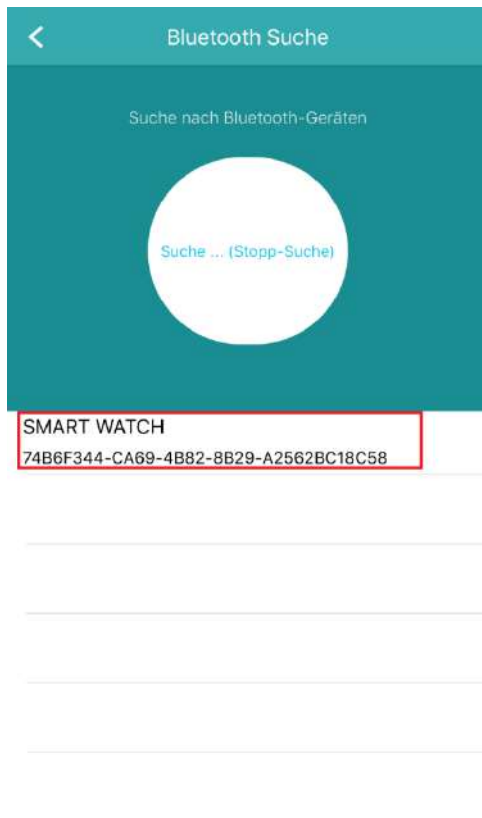 Bluetooth Suche
Suche nach Bluetooth-Geräten
Suche ... (Stopp-Suche)
SMART WATCH
74B6F344-CA69-4B82-8B29-A2562BC18C58